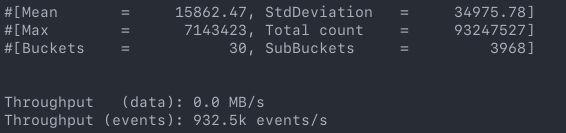 #[Mean    =     15862.47, StdDeviation   =     34975.78]
#[Max     =      7143423, Total count    =     93247527]
#[Buckets =           30, SubBuckets     =         3968]
Throughput   (data): 0.0 MB/s
Throughput (events): 932.5k events/s